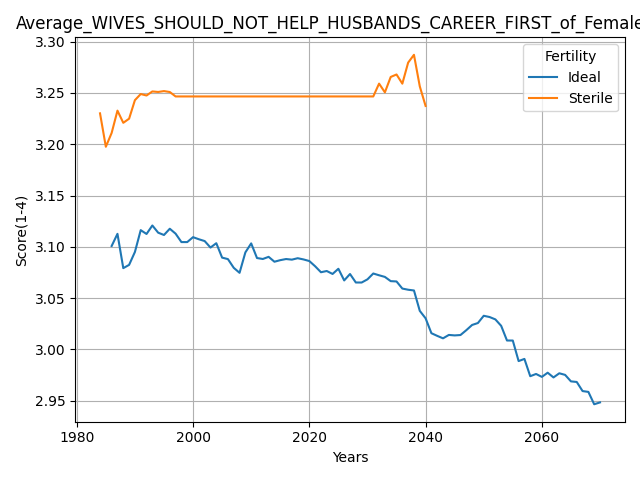 Average_WIVES_SHOULD_NOT_HELP_HUSBANDS_CAREER_FIRST_of_Female
3.30
3.25
3.20
3.15
3.10
3.05
3.00
2.95
Score(1-4)
Fertility
Ideal
Sterile
1980 2000 2020 2040 2060
Years